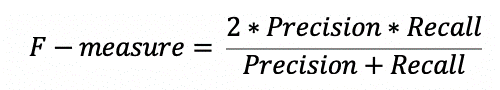 F − measure = 2 * Precision * Recall / Precision + Recall